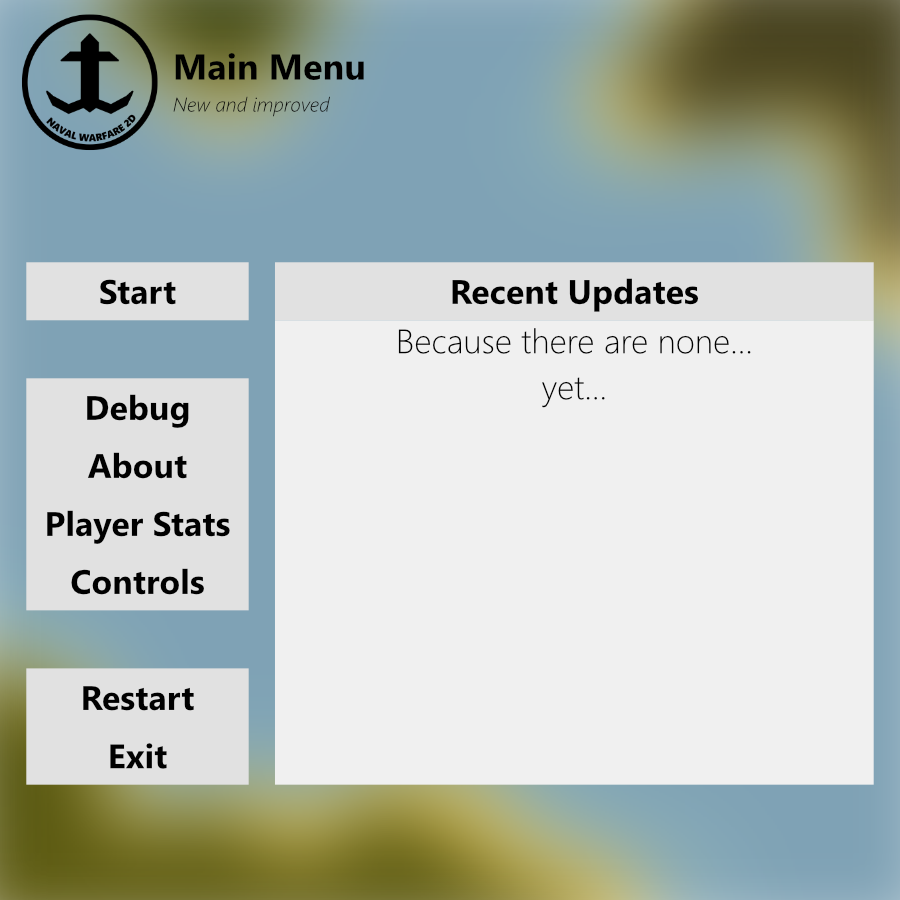 Main Menu
New and improved
NAVAL WARFARE 2D
Start
Recent Updates
Because there are none...
yet...
Debug
About
Player Stats
Controls
Restart
Exit